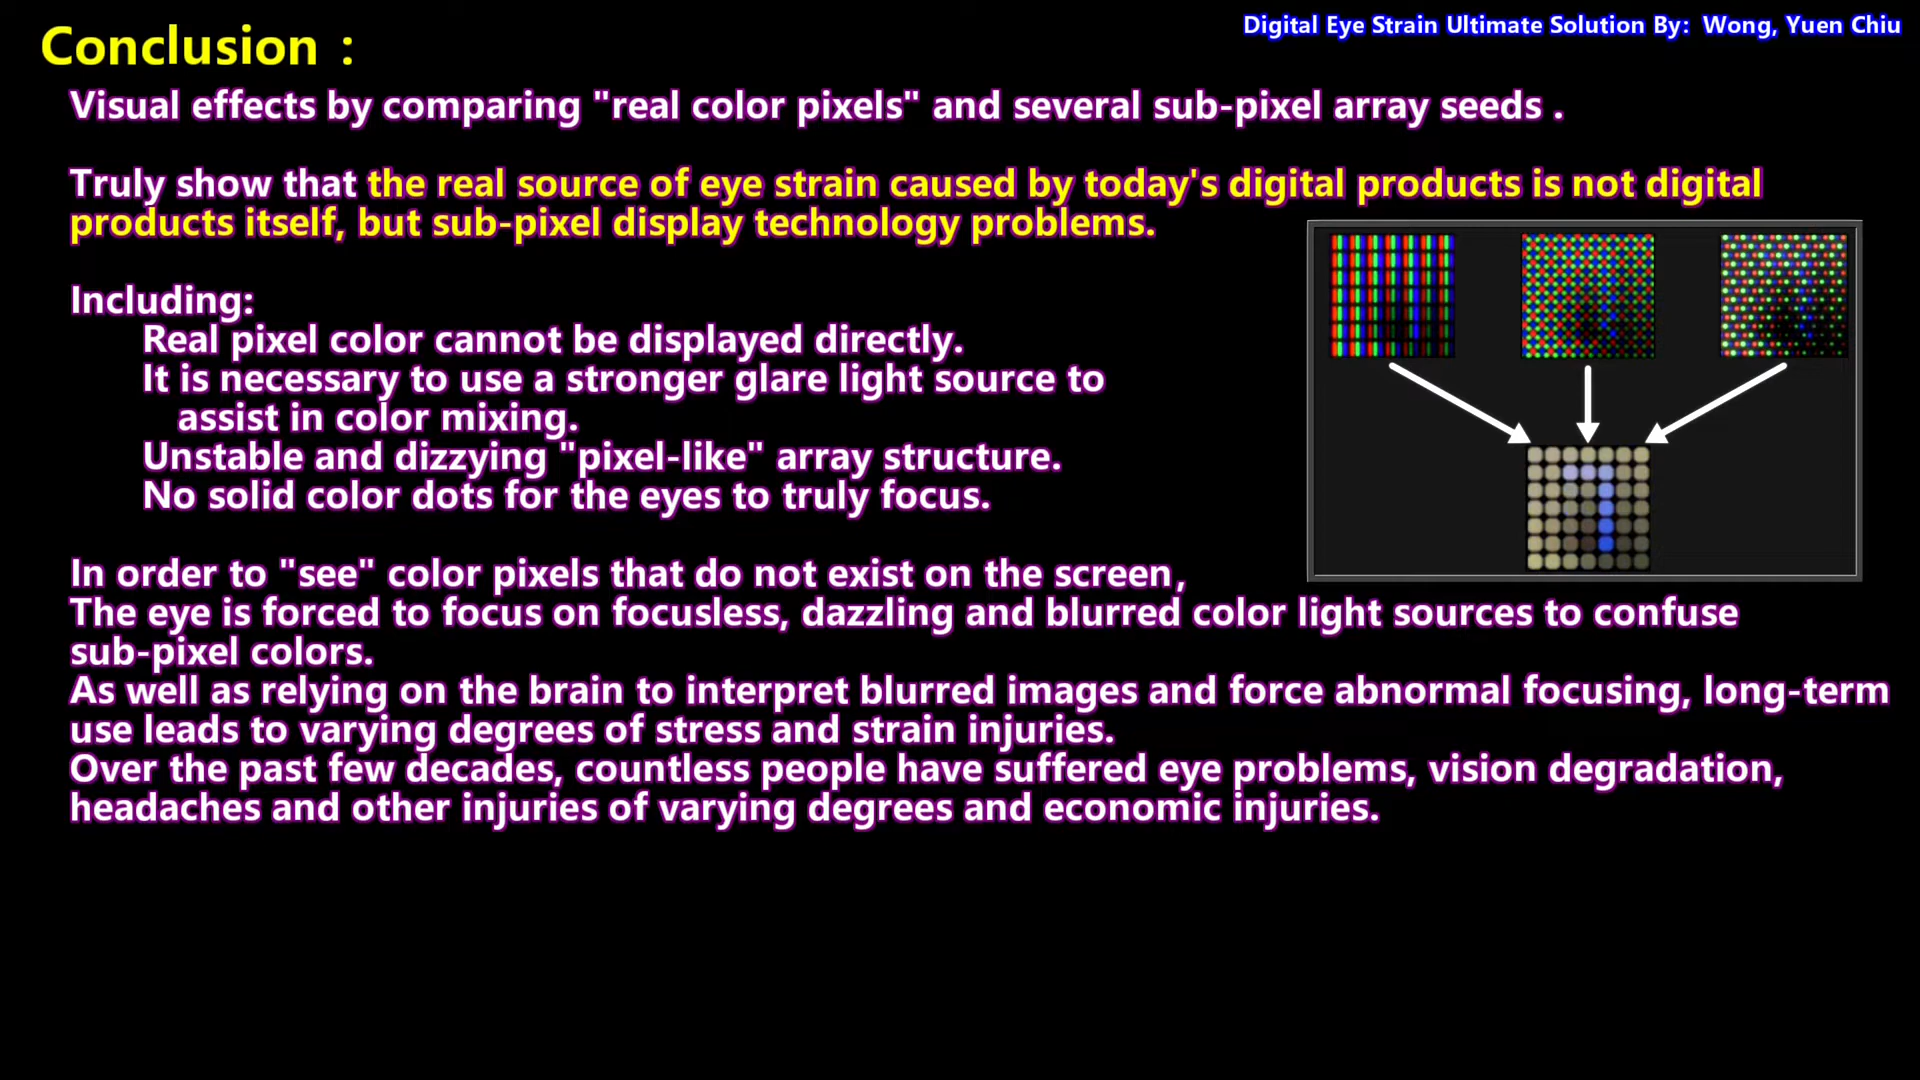 Digital Eye Strain Ultimate Solution By: Wong, Yuen Chiu
Conclusion :
Visual effects by comparing "real color pixels" and several sub-pixel array seeds .
Truly show that the real source of eye strain caused by today's digital products is not digital
products itself, but sub-pixel display technology problems.
Including:
Real pixel color cannot be displayed directly.
It is necessary to use a stronger glare light source to
assist in color mixing.
Unstable and dizzying "pixel-like" array structure.
No solid color dots for the eyes to truly focus.
In order to "see" color pixels that do not exist on the screen,
The eye is forced to focus on focusless, dazzling and blurred color light sources to confuse
sub-pixel colors.
As well as relying on the brain to interpret blurred images and force abnormal focusing, long-term
use leads to varying degrees of stress and strain injuries.
Over the past few decades, countless people have suffered eye problems, vision degradation,
headaches and other injuries of varying degrees and economic injuries.